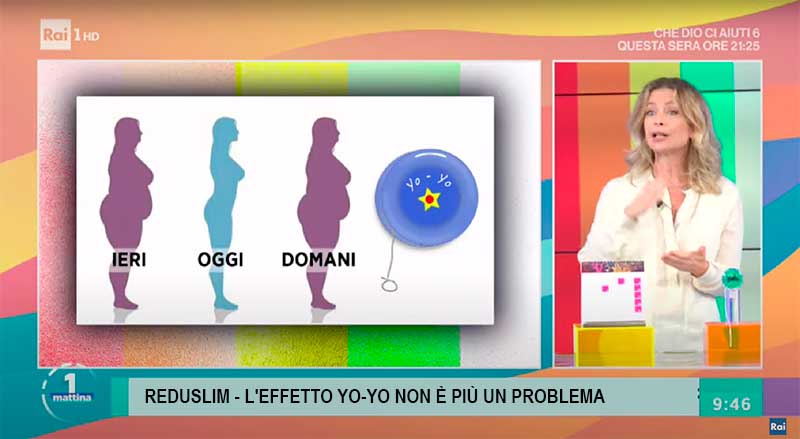 Rai 1 HD
CHE DIO CI AIUTI 6
QUESTA SERA ORE 21:25
yo - yo
IERI
OGGI
DOMANI
1
mattina
REDUSLIM - L'EFFETTO YO-YO NON È PIÙ UN PROBLEMA
9:46
Rai